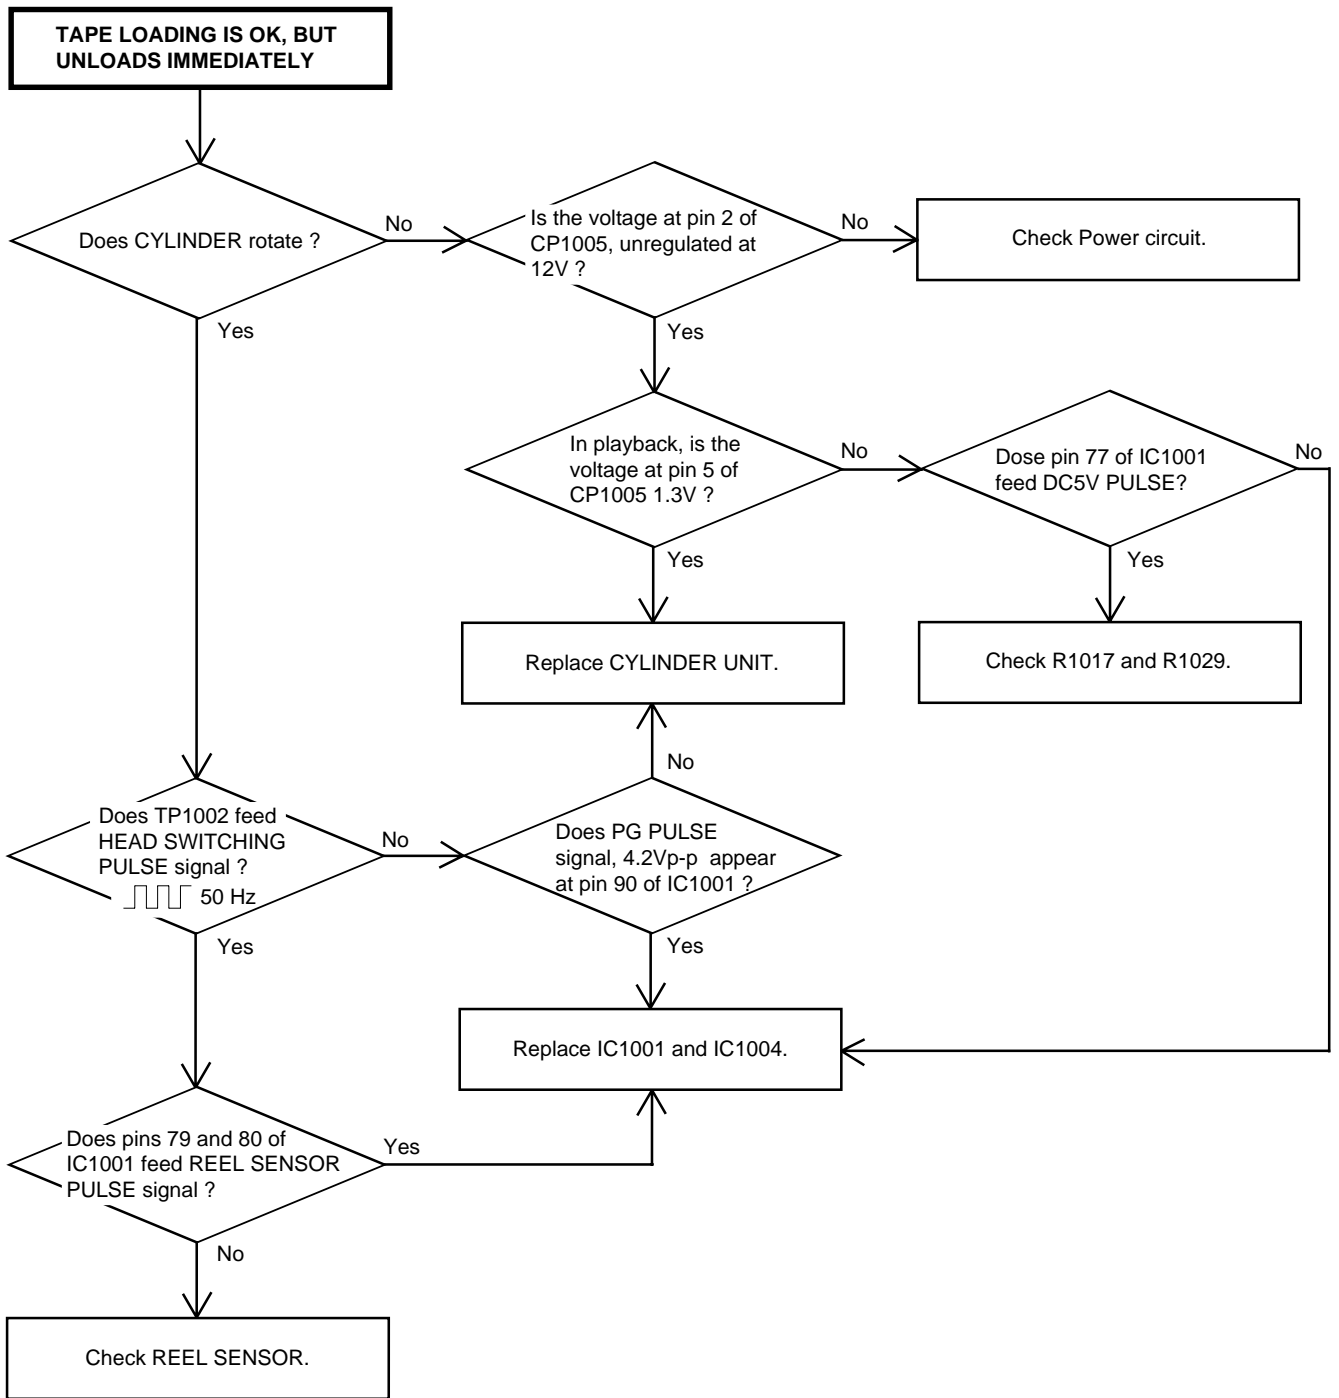 TAPE LOADING IS OK, BUT
UNLOADS IMMEDIATELY
Does CYLINDER rotate ?
No
Yes
Is the voltage at pin 2 of
CP1005, unregulated at
12V ?
No
Yes
Check Power circuit.
In playback, is the
voltage at pin 5 of
CP1005 1.3V ?
No
Yes
Dose pin 77 of IC1001
feed DC5V PULSE?
No
Yes
Replace CYLINDER UNIT.
Check R1017 and R1029.
No
Does TP1002 feed
HEAD SWITCHING
PULSE signal ?
50 Hz
No
Yes
Does PG PULSE
signal, 4.2Vp-p appear
at pin 90 of IC1001 ?
Yes
Replace IC1001 and IC1004.
Does pins 79 and 80 of
IC1001 feed REEL SENSOR
PULSE signal ?
Yes
No
Check REEL SENSOR.